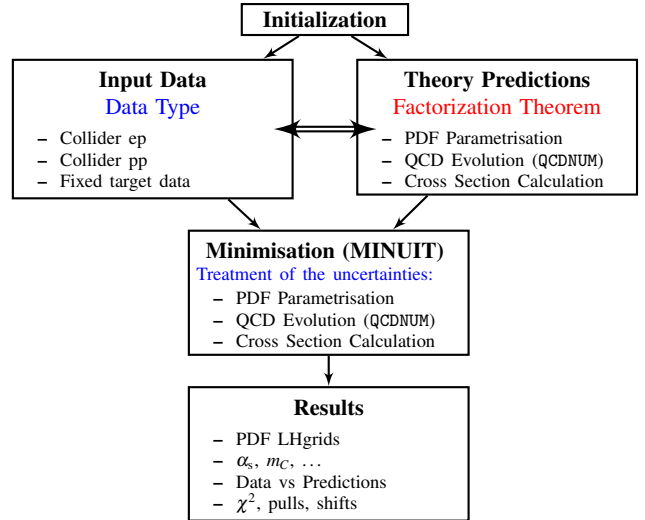 Initialization
Input Data
Data Type
– Collider ep
– Collider pp
– Fixed target data
Theory Predictions
Factorization Theorem
– PDF Parametrisation
– QCD Evolution (QCDNUM)
– Cross Section Calculation
Minimisation (MINUIT)
Treatment of the uncertainties:
– PDF Parametrisation
– QCD Evolution (QCDNUM)
– Cross Section Calculation
Results
– PDF LHgrids
– αs, mC, …
– Data vs Predictions
– χ², pulls, shifts